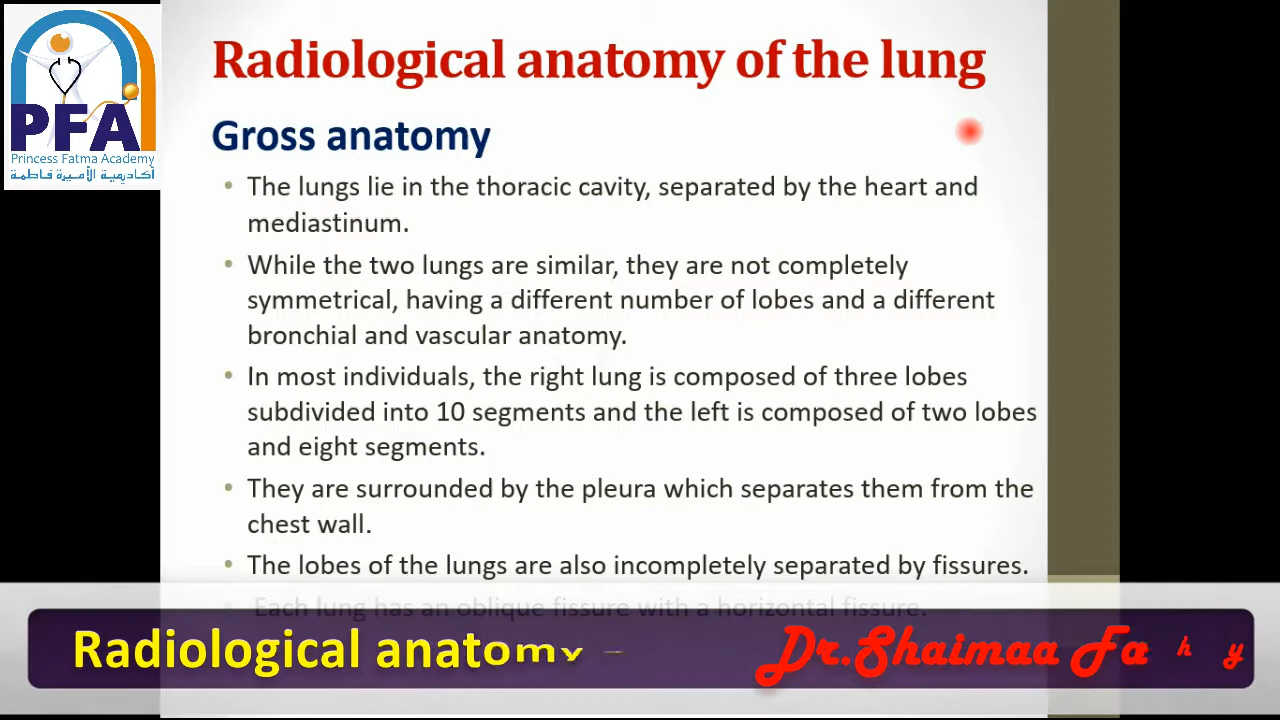 PFA
Princess Fatma Academy
أكاديمية الأميرة فاطمة
Radiological anatomy of the lung
Gross anatomy
• The lungs lie in the thoracic cavity, separated by the heart and
mediastinum.
• While the two lungs are similar, they are not completely
symmetrical, having a different number of lobes and a different
bronchial and vascular anatomy.
• In most individuals, the right lung is composed of three lobes
subdivided into 10 segments and the left is composed of two lobes
and eight segments.
• They are surrounded by the pleura which separates them from the
chest wall.
• The lobes of the lungs are also incompletely separated by fissures.
• Each lung has an oblique fissure with a horizontal fissure.
Radiological anatomy –
Dr.Shaimaa Fahy